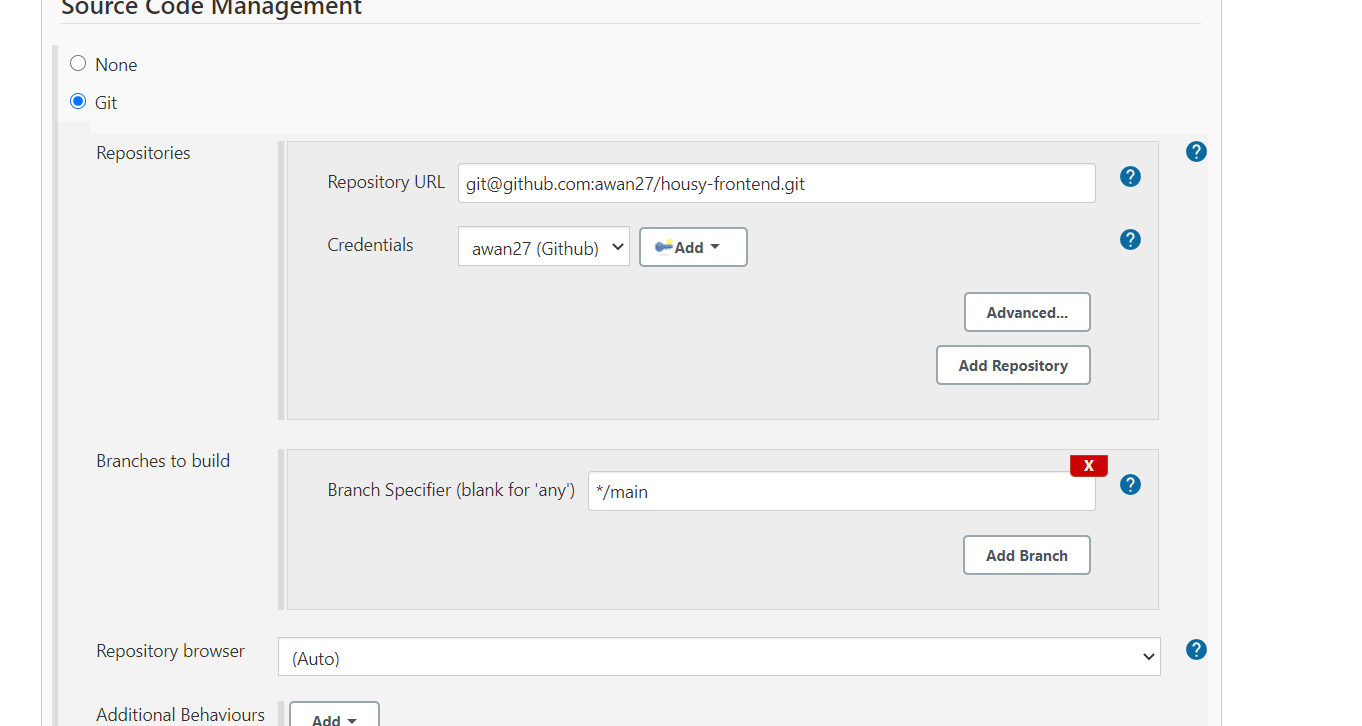 Source Code Management
None
Git
Repositories
?
Repository URL git@github.com:awan27/housy-frontend.git ?
Credentials awan27 (Github) Add ?
Advanced...
Add Repository
Branches to build
X
Branch Specifier (blank for 'any') */main ?
Add Branch
Repository browser (Auto) ?
Additional Behaviours Add